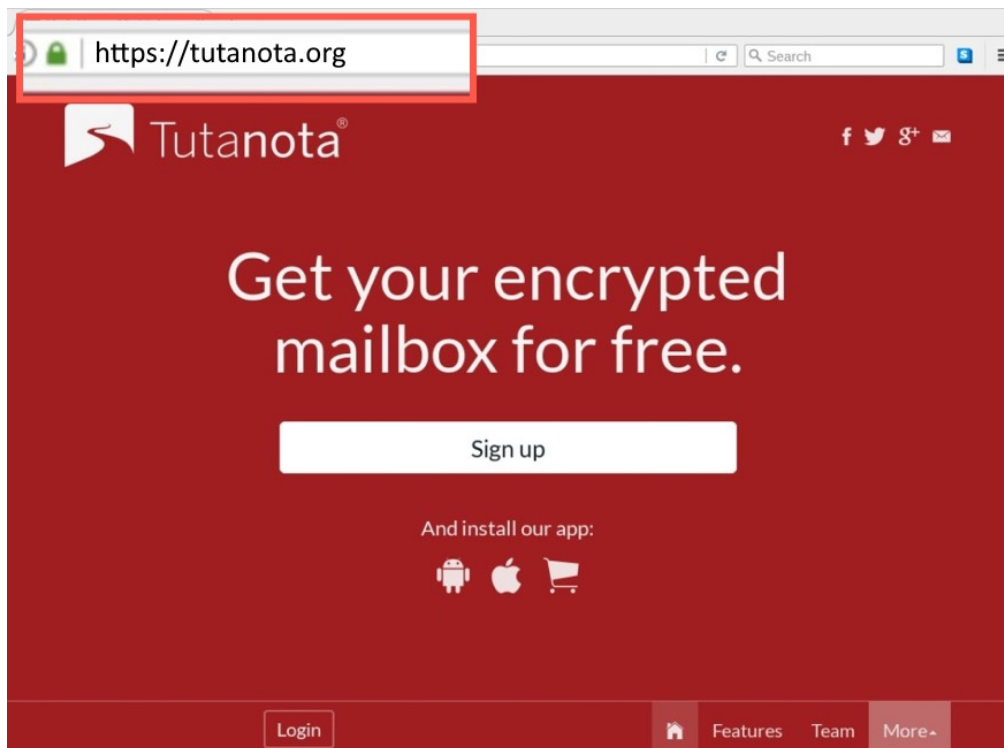 https://tutanota.org
Search
Tutanota®
Get your encrypted
mailbox for free.
Sign up
And install our app:
Login
Features
Team
More